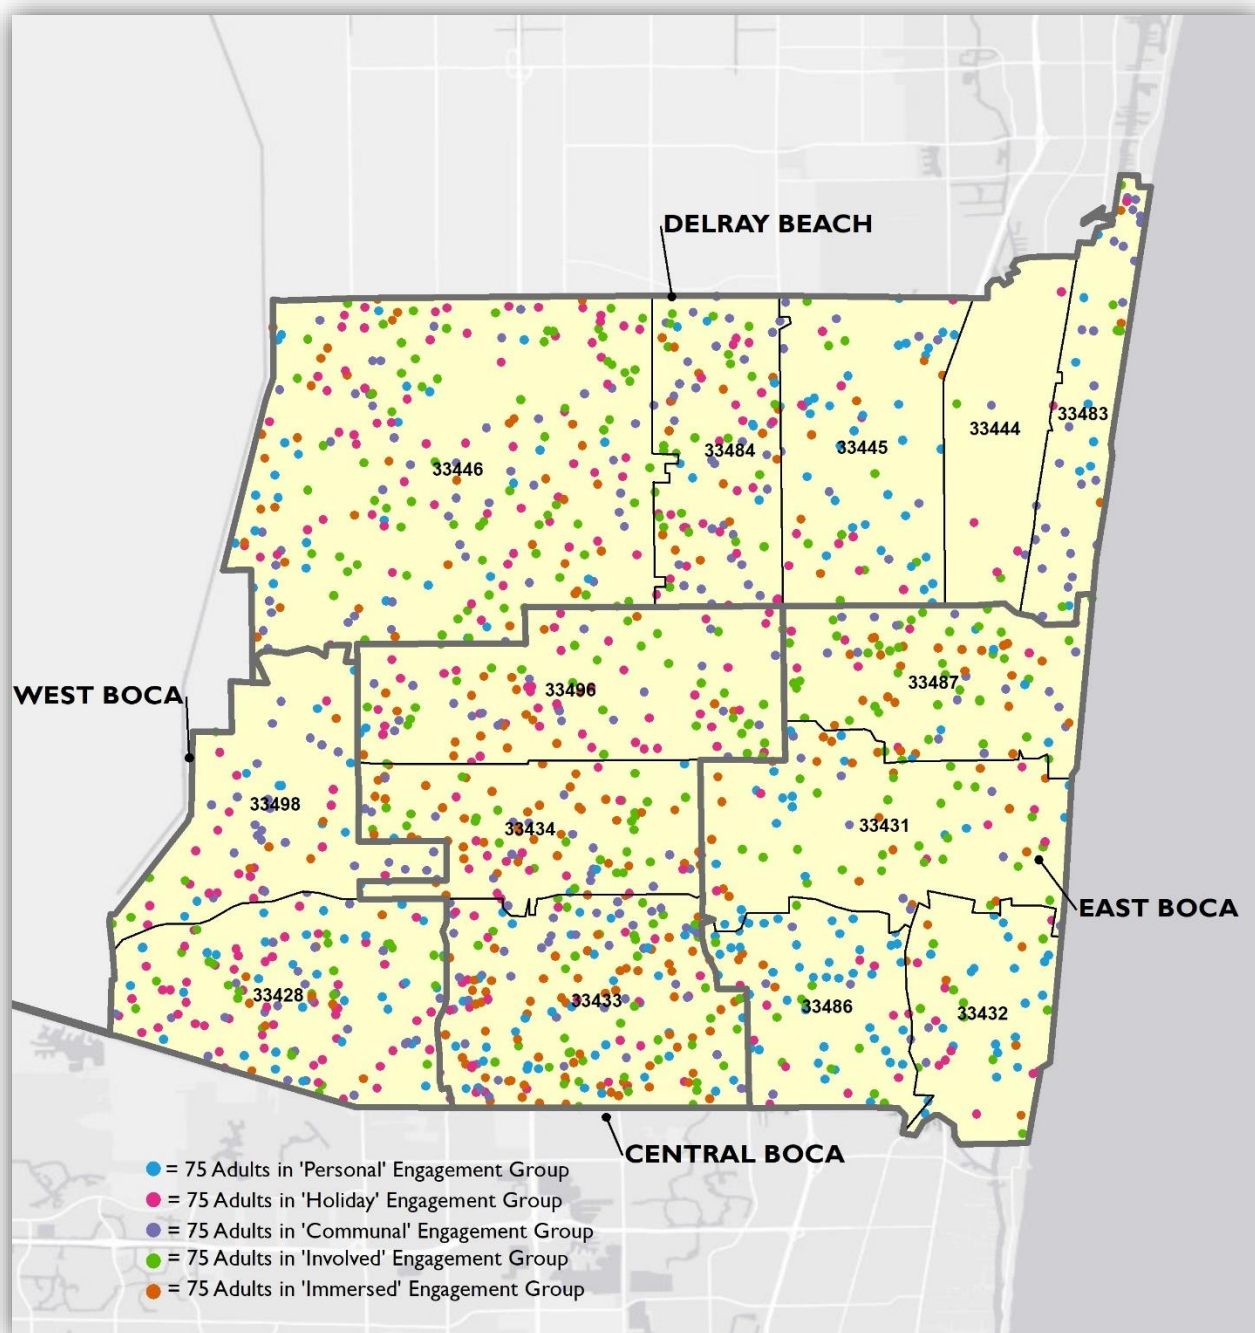 DELRAY BEACH
33483
33444
33445
33484
33446
WEST BOCA
33496
33487
33498
33434
33431
EAST BOCA
33428
33433
33486
33432
CENTRAL BOCA
= 75 Adults in 'Personal' Engagement Group
= 75 Adults in 'Holiday' Engagement Group
= 75 Adults in 'Communal' Engagement Group
= 75 Adults in 'Involved' Engagement Group
= 75 Adults in 'Immersed' Engagement Group